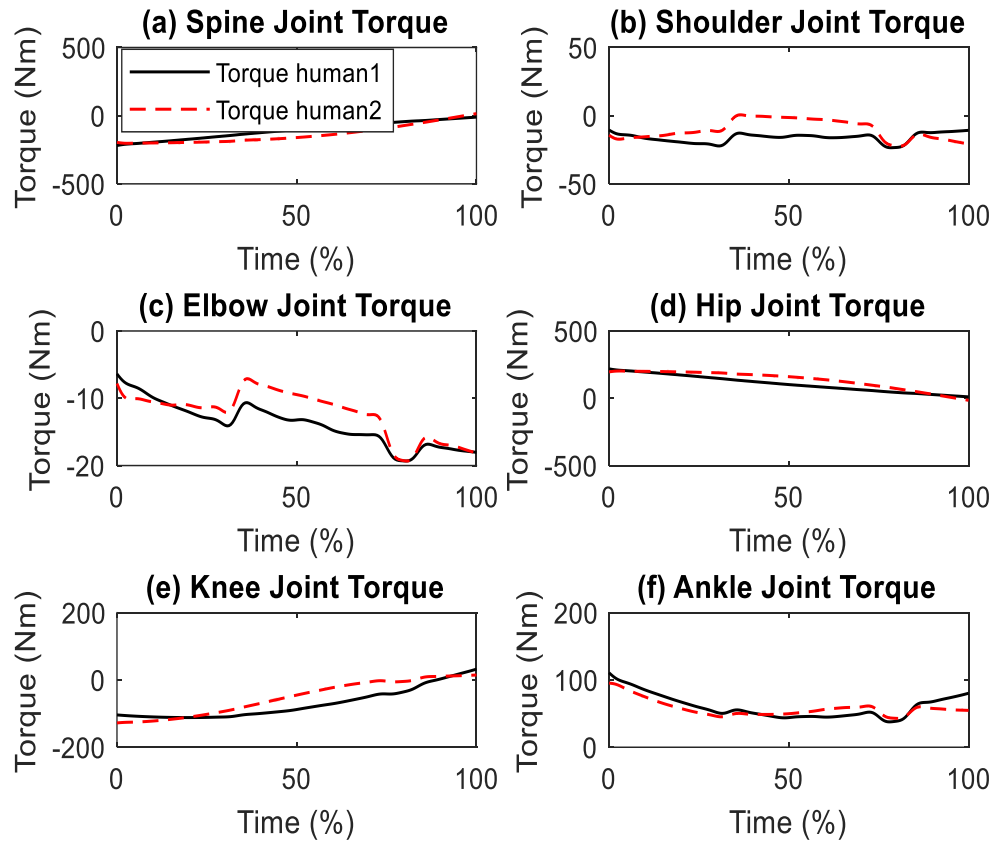 (a) Spine Joint Torque
500
0
-500
Torque (Nm)
Torque human1
Torque human2
0 50 100
Time (%)
(b) Shoulder Joint Torque
50
0
-50
Torque (Nm)
0 50 100
Time (%)
(c) Elbow Joint Torque
0
-10
-20
Torque (Nm)
0 50 100
Time (%)
(d) Hip Joint Torque
500
0
-500
Torque (Nm)
0 50 100
Time (%)
(e) Knee Joint Torque
200
0
-200
Torque (Nm)
0 50 100
Time (%)
(f) Ankle Joint Torque
200
100
0
Torque (Nm)
0 50 100
Time (%)